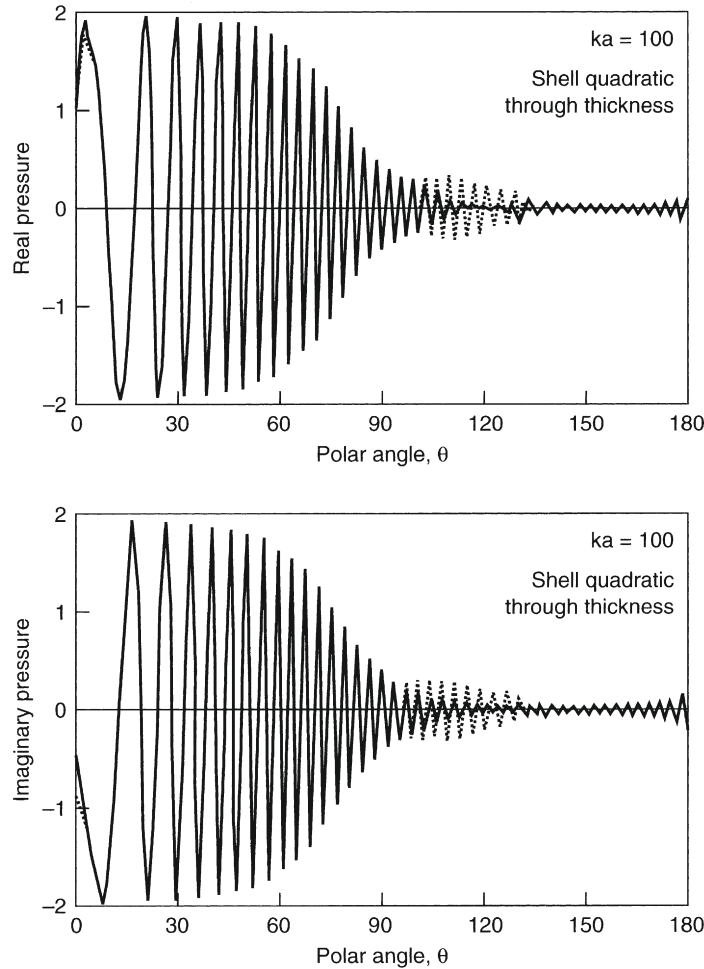 2
ka = 100
Shell quadratic
through thickness
1
0
−1
−2
Real pressure
0 30 60 90 120 150 180
Polar angle, θ
2
ka = 100
Shell quadratic
through thickness
1
0
−1
−2
Imaginary pressure
0 30 60 90 120 150 180
Polar angle, θ